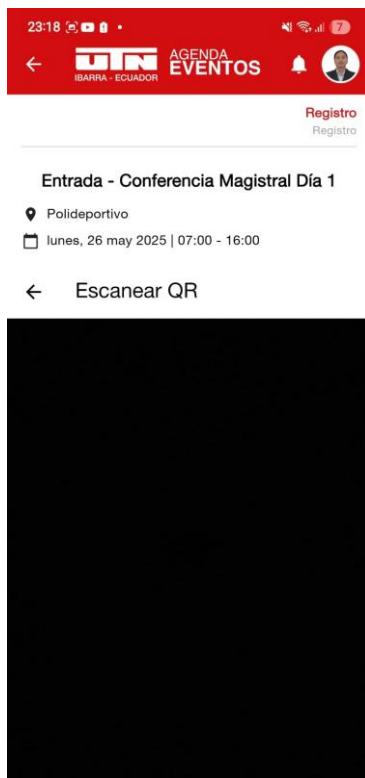 23:18
7
UTN
IBARRA - ECUADOR
AGENDA
EVENTOS
Registro
Registro
Entrada - Conferencia Magistral Día 1
Polideportivo
lunes, 26 may 2025 | 07:00 - 16:00
Escanear QR